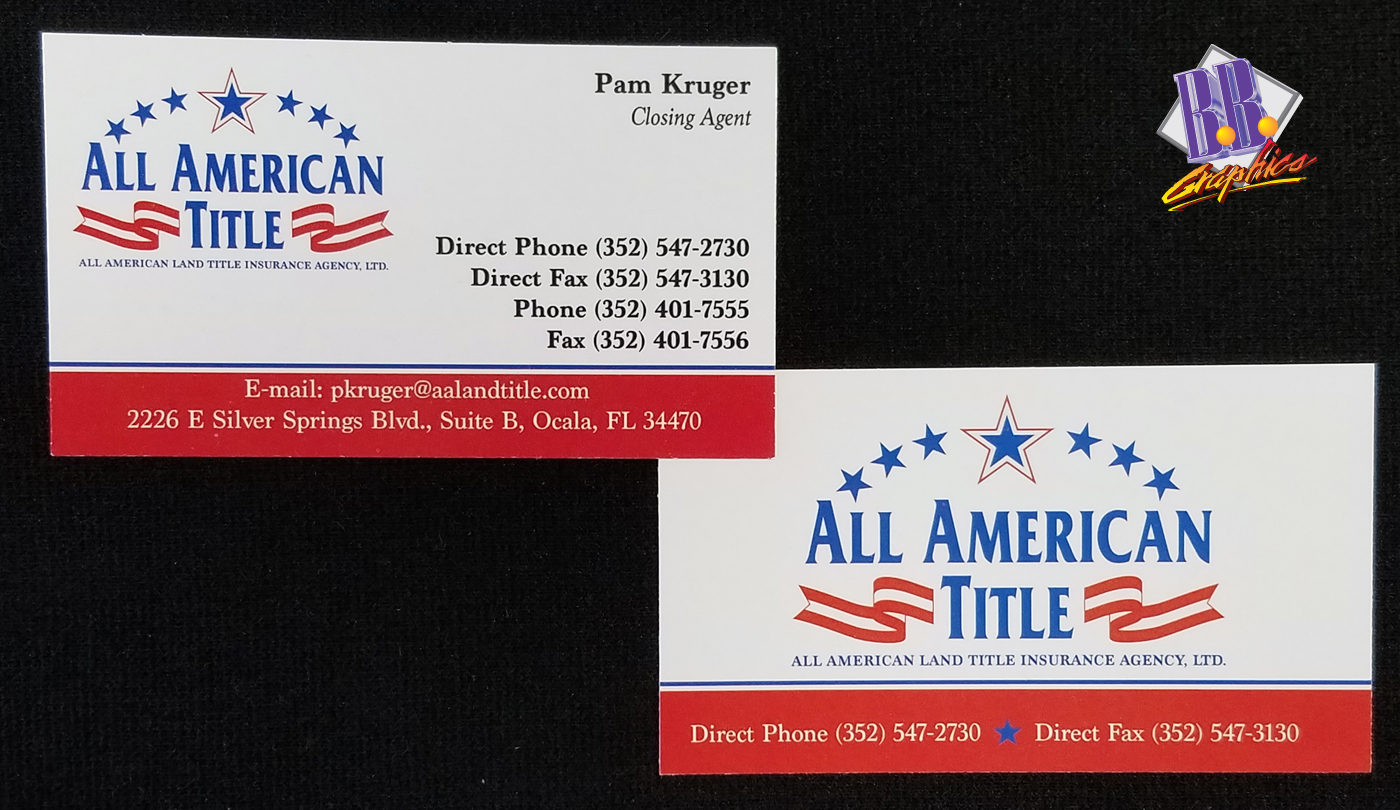 ALL AMERICAN
TITLE
ALL AMERICAN LAND TITLE INSURANCE AGENCY, LTD.
Pam Kruger
Closing Agent
Direct Phone (352) 547-2730
Direct Fax (352) 547-3130
Phone (352) 401-7555
Fax (352) 401-7556
E-mail: pkruger@aalandtitle.com
2226 E Silver Springs Blvd., Suite B, Ocala, FL 34470
B.B.
Graphics
ALL AMERICAN
TITLE
ALL AMERICAN LAND TITLE INSURANCE AGENCY, LTD.
Direct Phone (352) 547-2730 ★ Direct Fax (352) 547-3130